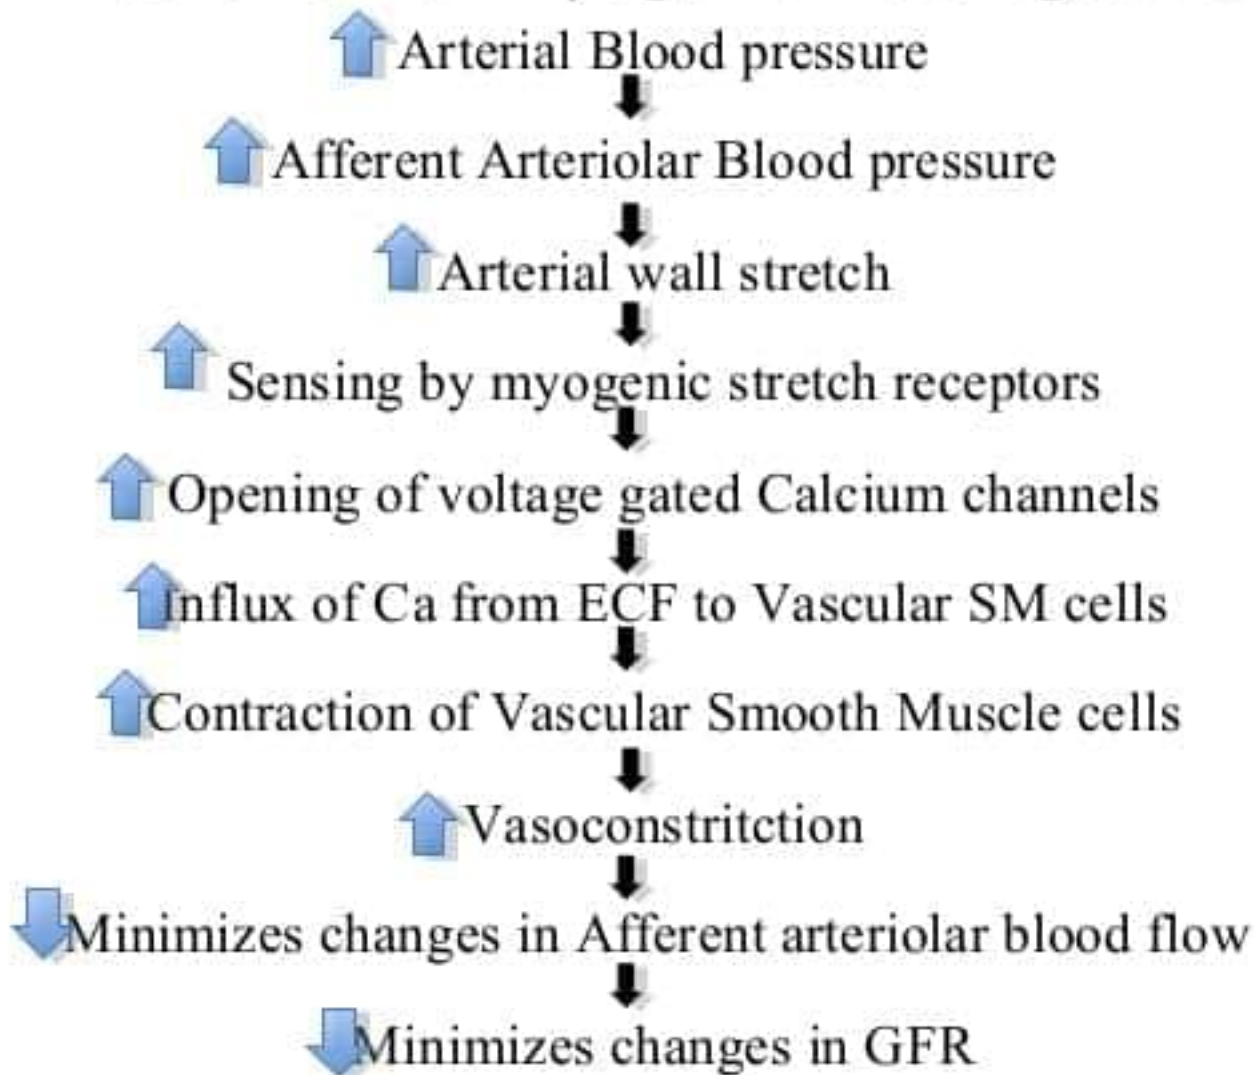 Arterial Blood pressure
Afferent Arteriolar Blood pressure
Arterial wall stretch
Sensing by myogenic stretch receptors
Opening of voltage gated Calcium channels
Influx of Ca from ECF to Vascular SM cells
Contraction of Vascular Smooth Muscle cells
Vasoconstritction
Minimizes changes in Afferent arteriolar blood flow
Minimizes changes in GFR